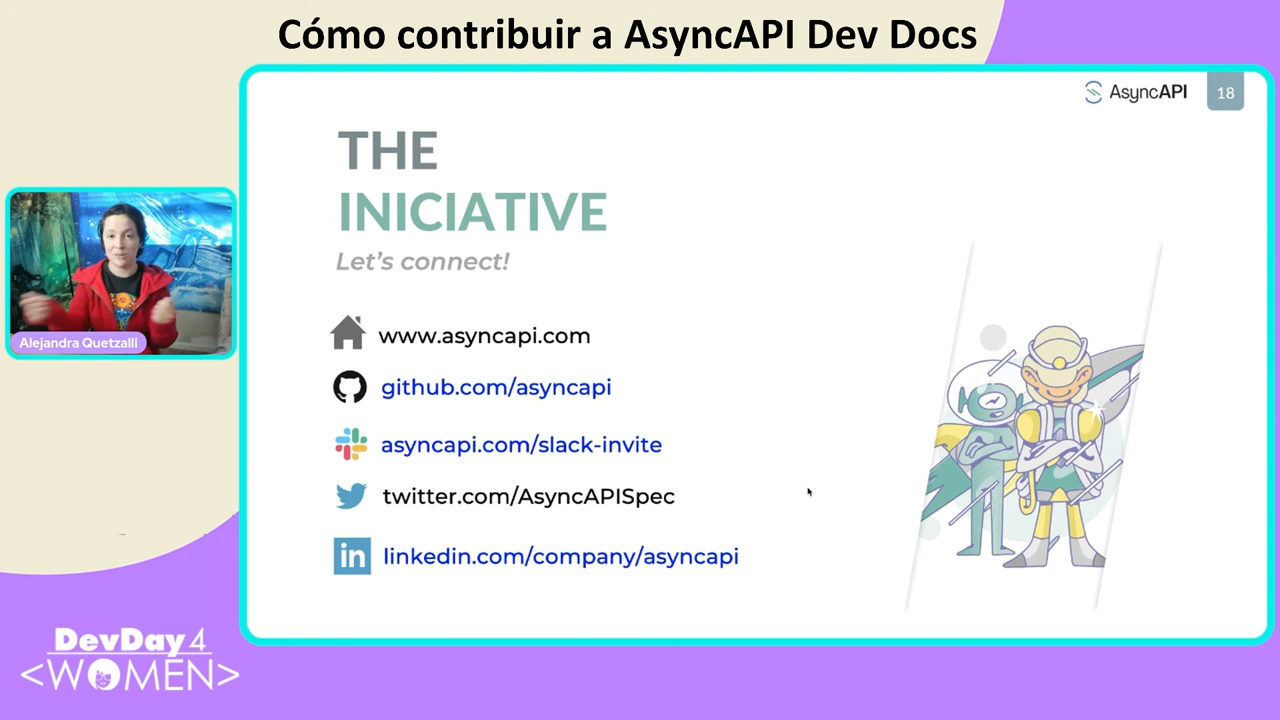 Cómo contribuir a AsyncAPI Dev Docs
AsyncAPI
18
THE
INICIATIVE
Let's connect!
www.asyncapi.com
github.com/asyncapi
asyncapi.com/slack-invite
twitter.com/AsyncAPISpec
in linkedin.com/company/asyncapi
Alejandra Quetzalli
DevDay4
<WOMEN>